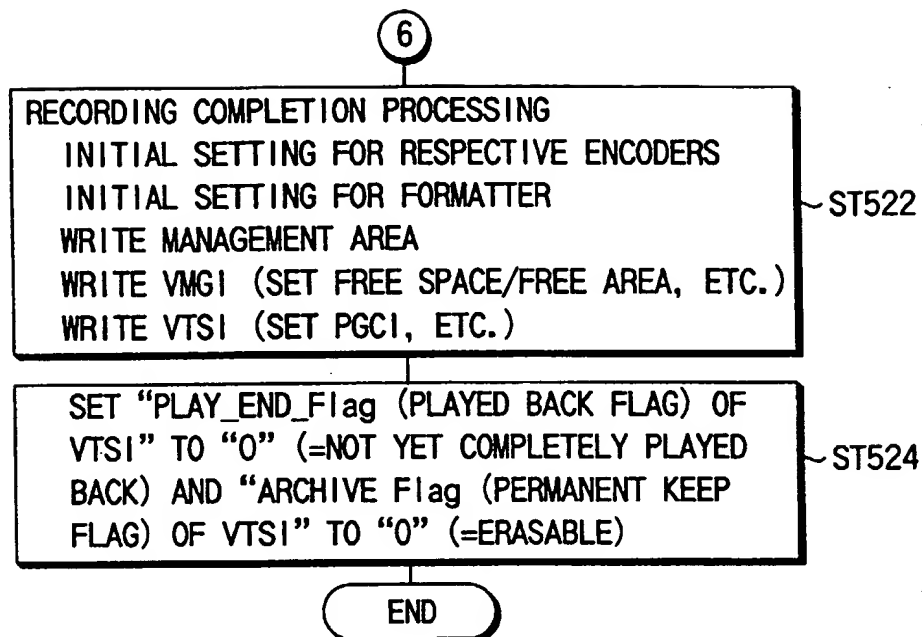 6
RECORDING COMPLETION PROCESSING
INITIAL SETTING FOR RESPECTIVE ENCODERS
INITIAL SETTING FOR FORMATTER
WRITE MANAGEMENT AREA
WRITE VMGI (SET FREE SPACE/FREE AREA, ETC.)
WRITE VTSI (SET PGCI, ETC.)
ST522
SET “PLAY_END_Flag (PLAYED BACK FLAG) OF
VTSI” TO “0” (=NOT YET COMPLETELY PLAYED
BACK) AND “ARCHIVE Flag (PERMANENT KEEP
FLAG) OF VTSI” TO “0” (=ERASABLE)
ST524
END